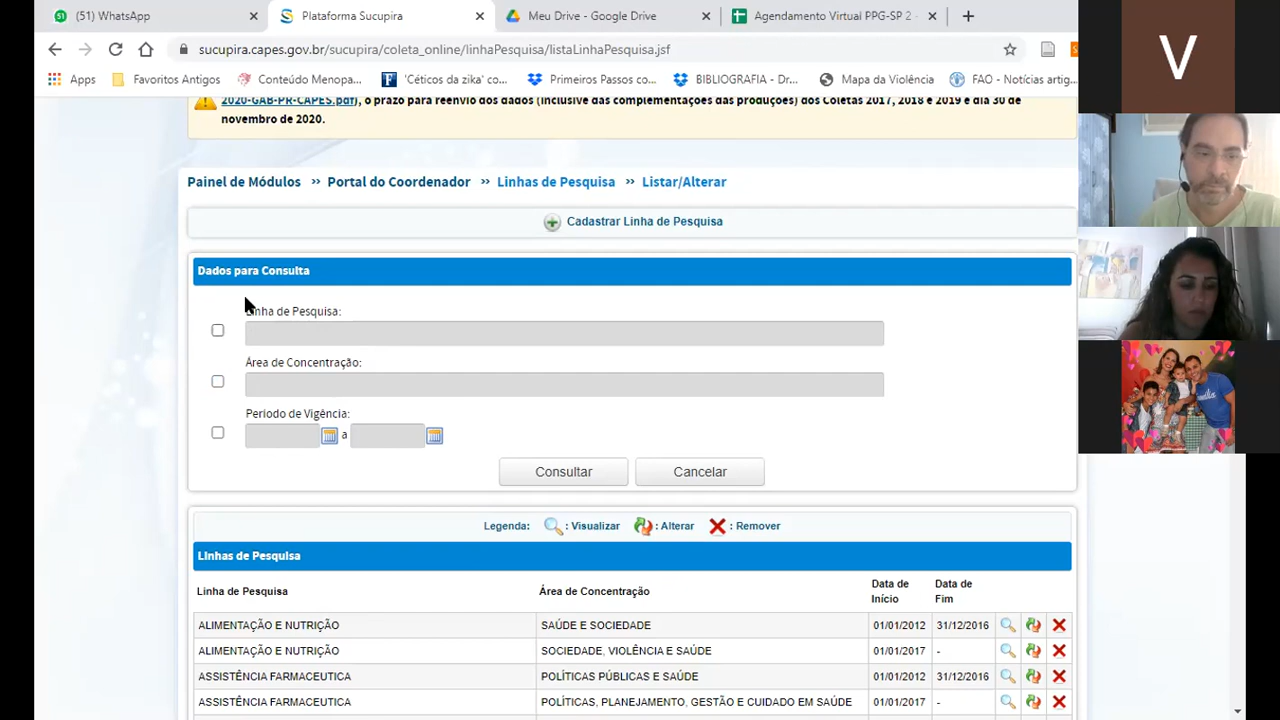 (51) WhatsApp
Plataforma Sucupira
Meu Drive - Google Drive
Agendamento Virtual PPG-SP 2 -
sucupira.capes.gov.br/sucupira/coleta_online/linhaPesquisa/listaLinhaPesquisa.jsf
Apps
Favoritos Antigos
Conteúdo Menopa...
'Céticos da zika' co...
Primeiros Passos co...
BIBLIOGRAFIA - Dr...
Mapa da Violência
FAO - Notícias artig...
2020-GAB-PR-CAPES.pdf), o prazo para reenvio dos dados (inclusive das complementações das produções) dos Coletas 2017, 2018 e 2019 e dia 30 de
novembro de 2020.
Painel de Módulos » Portal do Coordenador » Linhas de Pesquisa » Listar/Alterar
Cadastrar Linha de Pesquisa
Dados para Consulta
Linha de Pesquisa:
Área de Concentração:
Periodo de Vigência:
a
Consultar Cancelar
Legenda: : Visualizar : Alterar : Remover
Linhas de Pesquisa
Linha de Pesquisa Área de Concentração Data de Início Data de Fim
ALIMENTAÇÃO E NUTRIÇÃO SAÚDE E SOCIEDADE 01/01/2012 31/12/2016
ALIMENTAÇÃO E NUTRIÇÃO SOCIEDADE, VIOLÊNCIA E SAÚDE 01/01/2017 -
ASSISTÊNCIA FARMACEUTICA POLÍTICAS PÚBLICAS E SAÚDE 01/01/2012 31/12/2016
ASSISTÊNCIA FARMACEUTICA POLÍTICAS, PLANEJAMENTO, GESTÃO E CUIDADO EM SAÚDE 01/01/2017 -
V